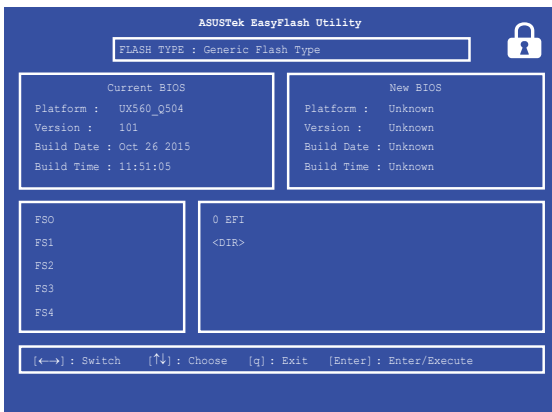 ASUSTek EasyFlash Utility
FLASH TYPE : Generic Flash Type
Current BIOS
Platform : UX560_Q504
Version : 101
Build Date : Oct 26 2015
Build Time : 11:51:05
New BIOS
Platform : Unknown
Version : Unknown
Build Date : Unknown
Build Time : Unknown
FSO
FS1
FS2
FS3
FS4
0 EFI
<DIR>
[←→] : Switch [↑↓] : Choose [q] : Exit [Enter] : Enter/Execute